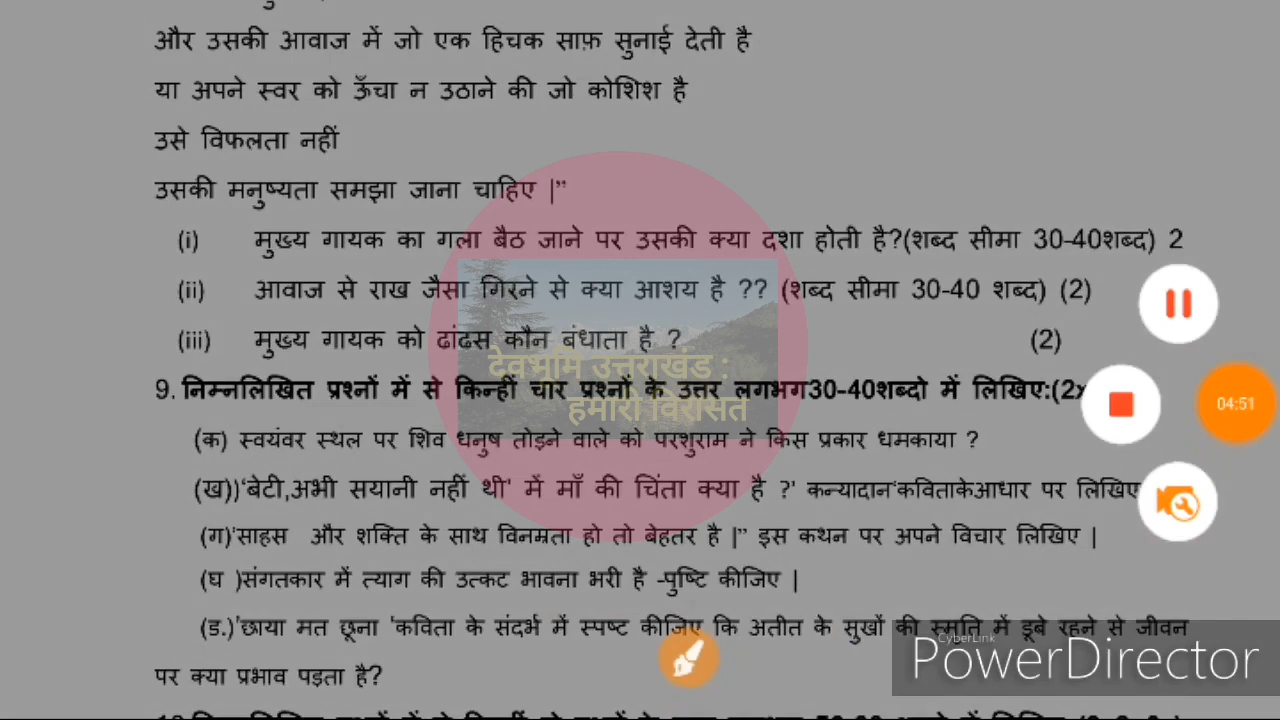 और उसकी आवाज में जो एक हिचक साफ़ सुनाई देती है
या अपने स्वर को ऊँचा न उठाने की जो कोशिश है
उसे विफलता नहीं
उसकी मनुष्यता समझा जाना चाहिए |”
(i) मुख्य गायक का गला बैठ जाने पर उसकी क्या दशा होती है?(शब्द सीमा 30-40शब्द) 2
(ii) आवाज से राख जैसा गिरने से क्या आशय है ?? (शब्द सीमा 30-40 शब्द) (2)
(iii) मुख्य गायक को ढांढस कौन बंधाता है ? (2)
देवभूमि उत्तराखंड :
हमारी विरासत
9. निम्नलिखित प्रश्नों में से किन्हीं चार प्रश्नों के उत्तर लगभग30-40शब्दो में लिखिए:(2x
04:51
(क) स्वयंवर स्थल पर शिव धनुष तोड़ने वाले को परशुराम ने किस प्रकार धमकाया ?
(ख))'बेटी,अभी सयानी नहीं थी' में माँ की चिंता क्या है ?' कन्यादान'कविताकेआधार पर लिखिए
(ग)'साहस और शक्ति के साथ विनम्रता हो तो बेहतर है |” इस कथन पर अपने विचार लिखिए |
(घ )संगतकार में त्याग की उत्कट भावना भरी है -पुष्टि कीजिए |
(ड.)'छाया मत छूना 'कविता के संदर्भ में स्पष्ट कीजिए कि अतीत के सुखों की स्मृति में डूबे रहने से जीवन
पर क्या प्रभाव पड़ता है?
CyberLink
PowerDirector